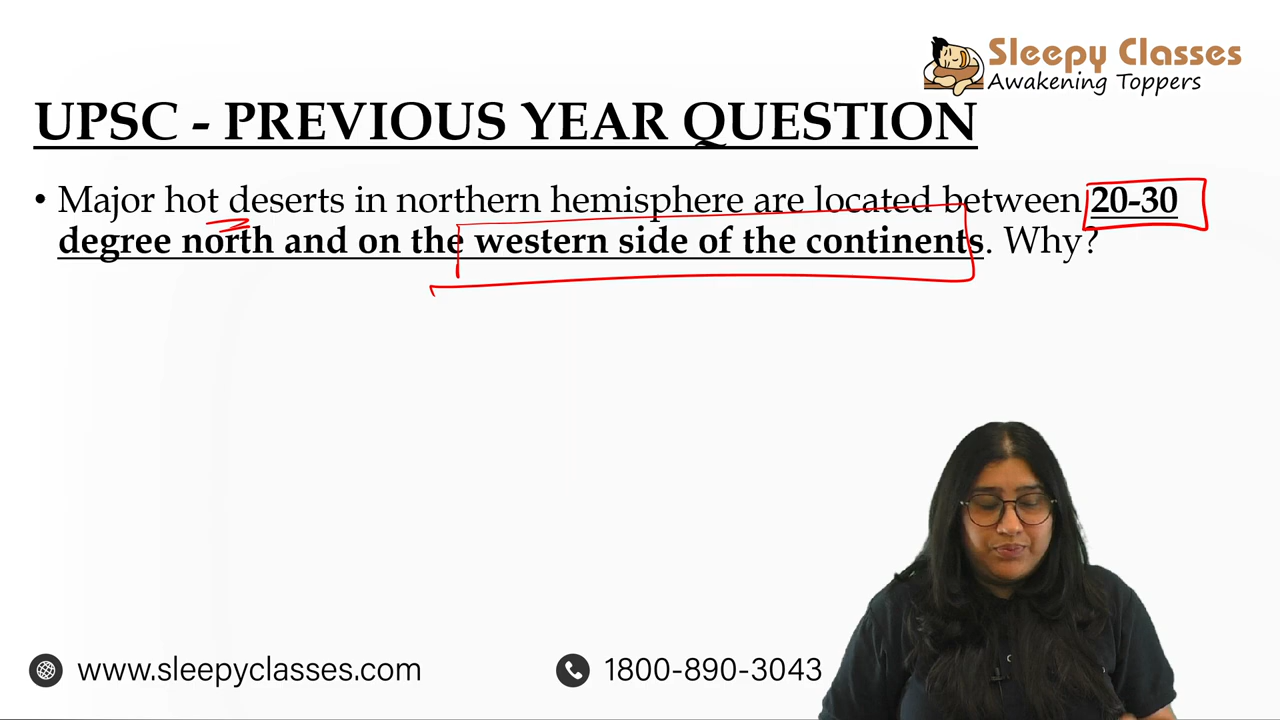 Sleepy Classes
Awakening Toppers
UPSC - PREVIOUS YEAR QUESTION
• Major hot deserts in northern hemisphere are located between 20-30
degree north and on the western side of the continents. Why?
www.sleepyclasses.com
1800-890-3043